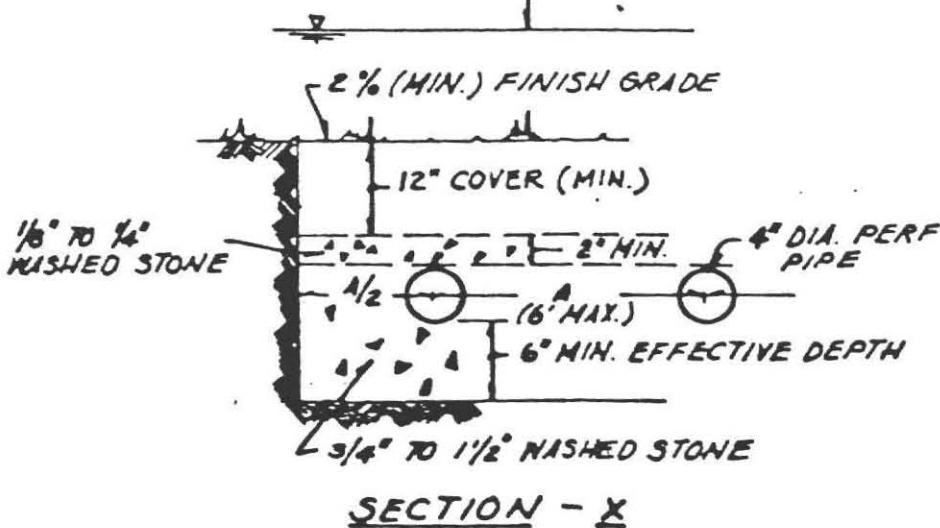 2% (MIN.) FINISH GRADE
12" COVER (MIN.)
1/8" TO 1/4"
WASHED STONE
2" MIN.
4" DIA. PERF
PIPE
A/2
A
(6' MAX.)
6" MIN. EFFECTIVE DEPTH
3/4" TO 1 1/2" WASHED STONE
SECTION - X